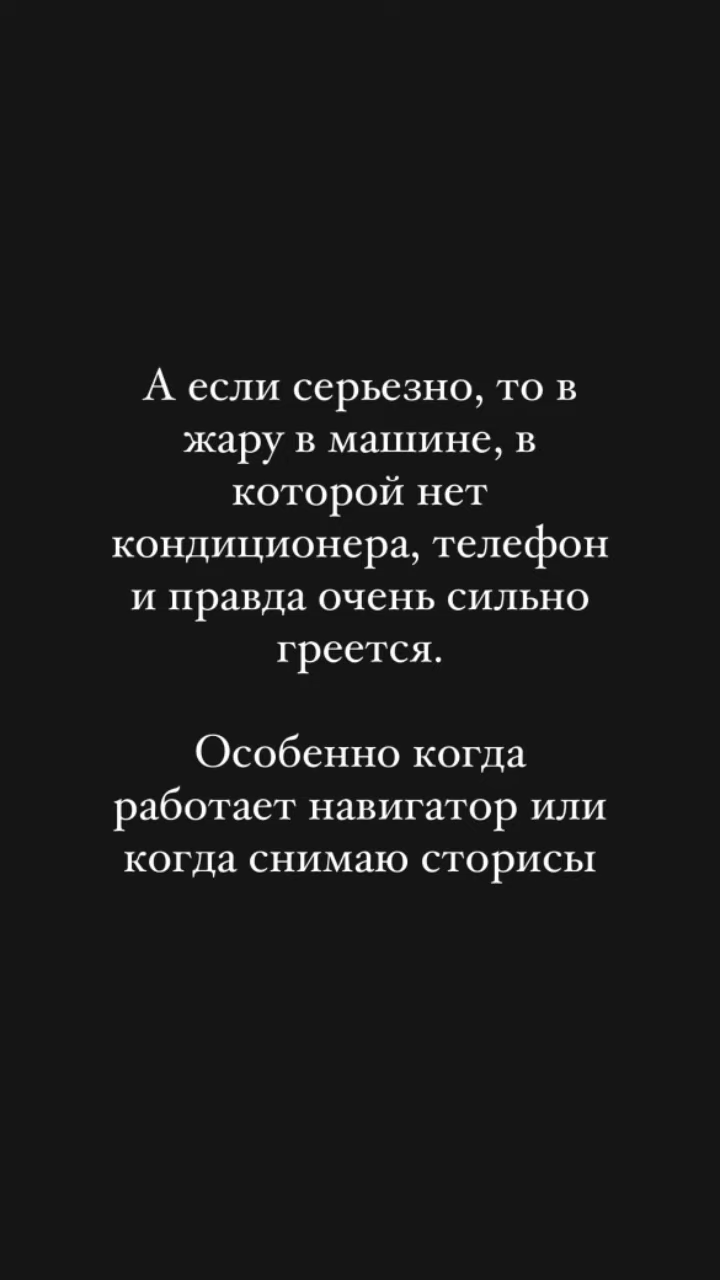 А если серьезно, то в
жару в машине, в
которой нет
кондиционера, телефон
и правда очень сильно
греется.
Особенно когда
работает навигатор или
когда снимаю сторисы